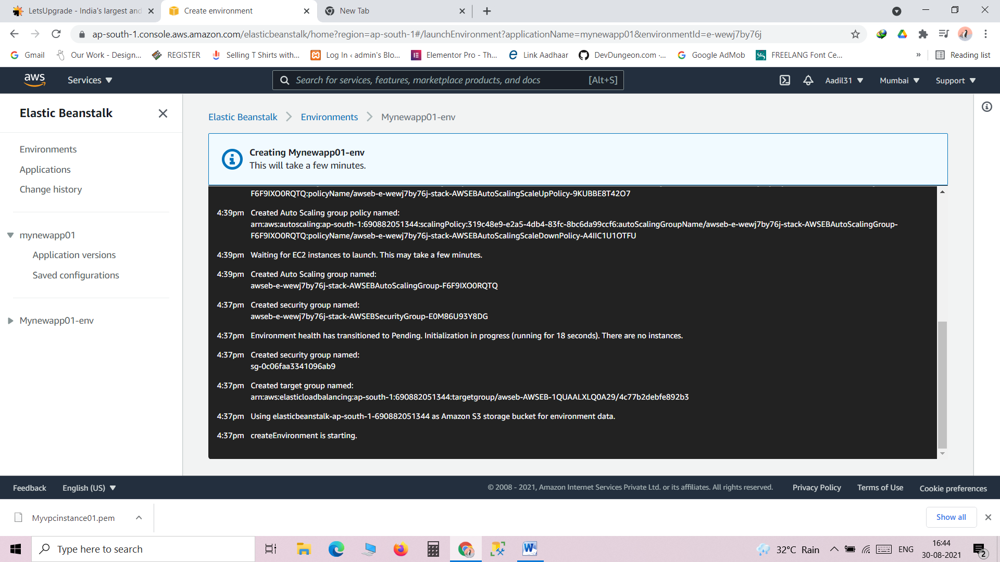 LetsUpgrade - India's largest and
Create environment
New Tab
ap-south-1.console.aws.amazon.com/elasticbeanstalk/home?region=ap-south-1#/launchEnvironment?applicationName=mynewapp01&environmentId=e-wewj7by76j
Gmail
Our Work - Design...
REGISTER
Selling T Shirts with...
Log In ‹ admin's Blo...
Elementor Pro - Th...
Link Aadhaar
DevDungeon.com -...
Google AdMob
FREELANG Font Ce...
»
Reading list
aws
Services
Search for services, features, marketplace products, and docs
[Alt+S]
Aadil31
Mumbai
Support
Elastic Beanstalk
Environments
Applications
Change history
mynewapp01
Application versions
Saved configurations
Mynewapp01-env
Elastic Beanstalk
Environments
Mynewapp01-env
Creating Mynewapp01-env
This will take a few minutes.
F6F9IXO0RQTQ:policyName/awseb-e-wewj7by76j-stack-AWSEBAutoScalingScaleUpPolicy-9KUBBE8T42O7
4:39pm Created Auto Scaling group policy named:
arn:aws:autoscaling:ap-south-1:690882051344:scalingPolicy:319c48e9-e2a5-4db4-83fc-8bc6da99ccf6:autoScalingGroupName/awseb-e-wewj7by76j-stack-AWSEBAutoScalingGroup-
F6F9IXO0RQTQ:policyName/awseb-e-wewj7by76j-stack-AWSEBAutoScalingScaleDownPolicy-A4IIC1U1OTFU
4:39pm Waiting for EC2 instances to launch. This may take a few minutes.
4:39pm Created Auto Scaling group named:
awseb-e-wewj7by76j-stack-AWSEBAutoScalingGroup-F6F9IXO0RQTQ
4:37pm Created security group named:
awseb-e-wewj7by76j-stack-AWSEBSecurityGroup-E0M86U93Y8DG
4:37pm Environment health has transitioned to Pending. Initialization in progress (running for 18 seconds). There are no instances.
4:37pm Created security group named:
sg-0c06faa3341096ab9
4:37pm Created target group named:
arn:aws:elasticloadbalancing:ap-south-1:690882051344:targetgroup/awseb-AWSEB-1QUAALXLQ0A29/4c77b2debfe892b3
4:37pm Using elasticbeanstalk-ap-south-1-690882051344 as Amazon S3 storage bucket for environment data.
4:37pm createEnvironment is starting.
Feedback
English (US)
© 2008 - 2021, Amazon Internet Services Private Ltd. or its affiliates. All rights reserved.
Privacy Policy
Terms of Use
Cookie preferences
Myvpcinstance01.pem
Show all
Type here to search
32°C Rain
ENG
16:44
30-08-2021
2